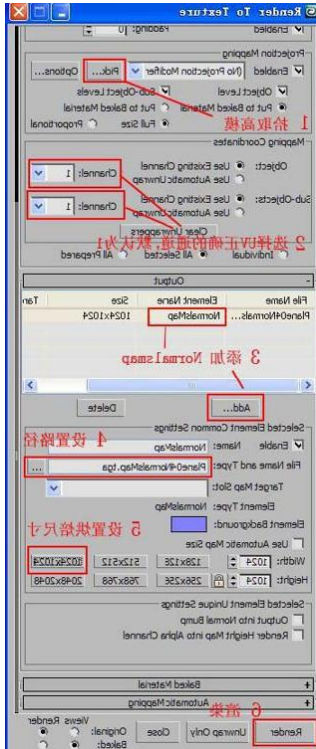 Render To Texture
Enabled Padding: 0
Projection Mapping
Enabled (No Projection Modifier) Pick... Options...
Object Level Sub-Object Levels
Put to Baked Material Put to Baked Material
1 拾取高模
Full Size Proportional
Mapping Coordinates
Object: Use Existing Channel Channel: 1
Use Automatic Unwrap
Sub-Objects: Use Existing Channel Channel: 1
Use Automatic Unwrap
Clear Unwrappers
2 选择UV正确的通道,默认为1
Individual All Selected All Prepared
- Output
File Name Element Name Size Tar
Plane04Normals... NormalsMap 1024x1024
3 添加 Normalsmap
Add... Delete
Selected Element Common Settings
4 设置路径
Enable Name: NormalsMap
File Name and Type: Plane04NormalsMap.tga ...
Target Map Slot:
Element Type: NormalsMap
Element Background:
5 设置烘焙尺寸
Use Automatic Map Size
Width: 1024 128x128 512x512 1024x1024
Height: 1024 256x256 768x768 2048x2048
Selected Element Unique Settings
Output into Normal Bump
Render Height Map into Alpha Channel
+ Baked Material
+ Automatic Mapping
6 渲染
Render Unwrap Only Close Views Render
Original:
Baked: